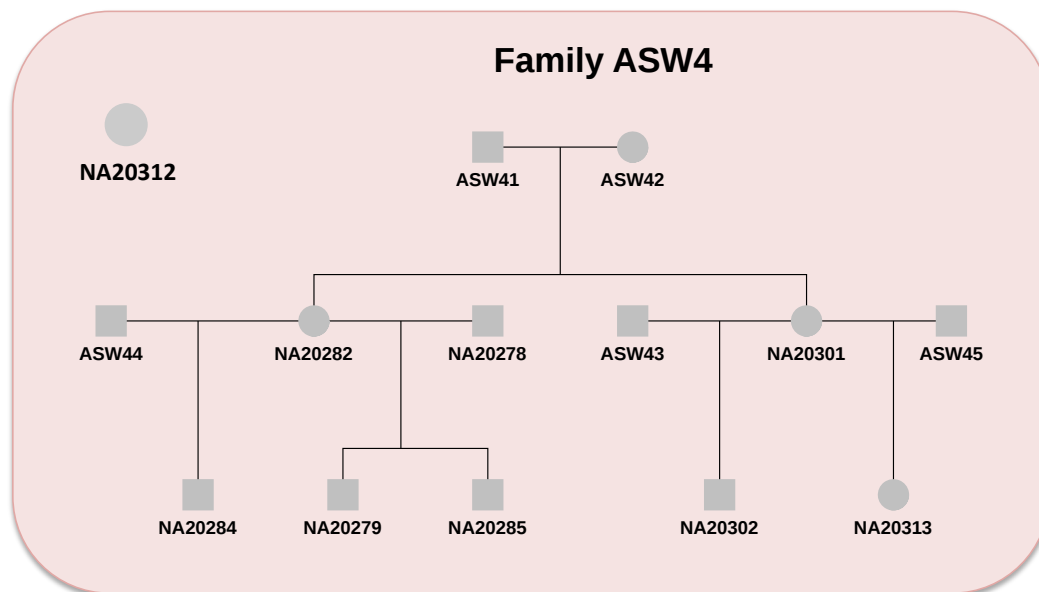 Family ASW4
NA20312
ASW41 ASW42
ASW44 NA20282 NA20278 ASW43 NA20301 ASW45
NA20284 NA20279 NA20285 NA20302 NA20313